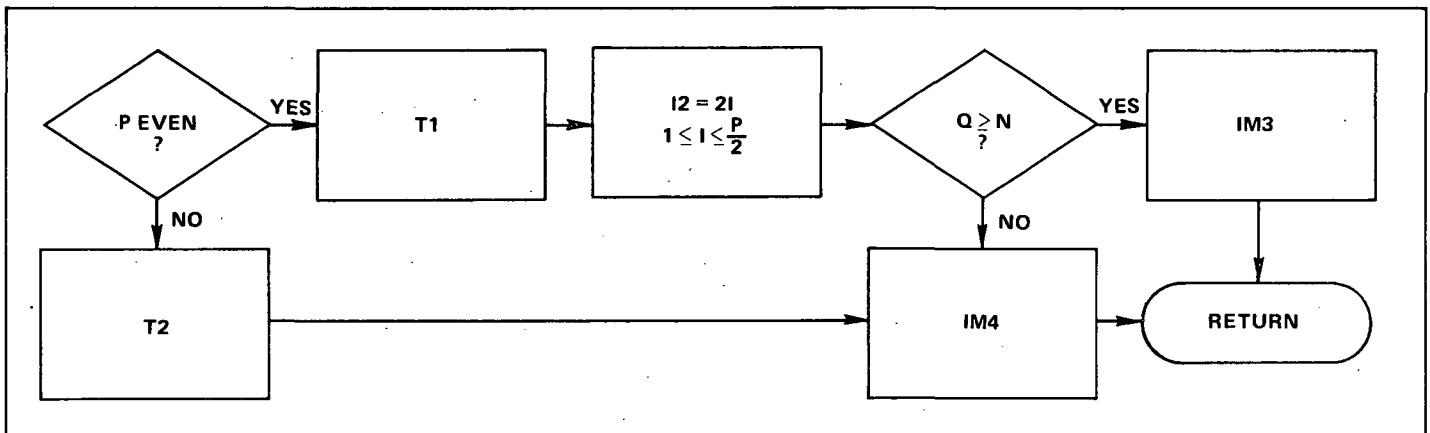 P EVEN
?
YES
T1
I2 = 2I
1 ≤ I ≤ P/2
Q ≥ N
?
YES
IM3
NO
NO
T2
IM4
RETURN